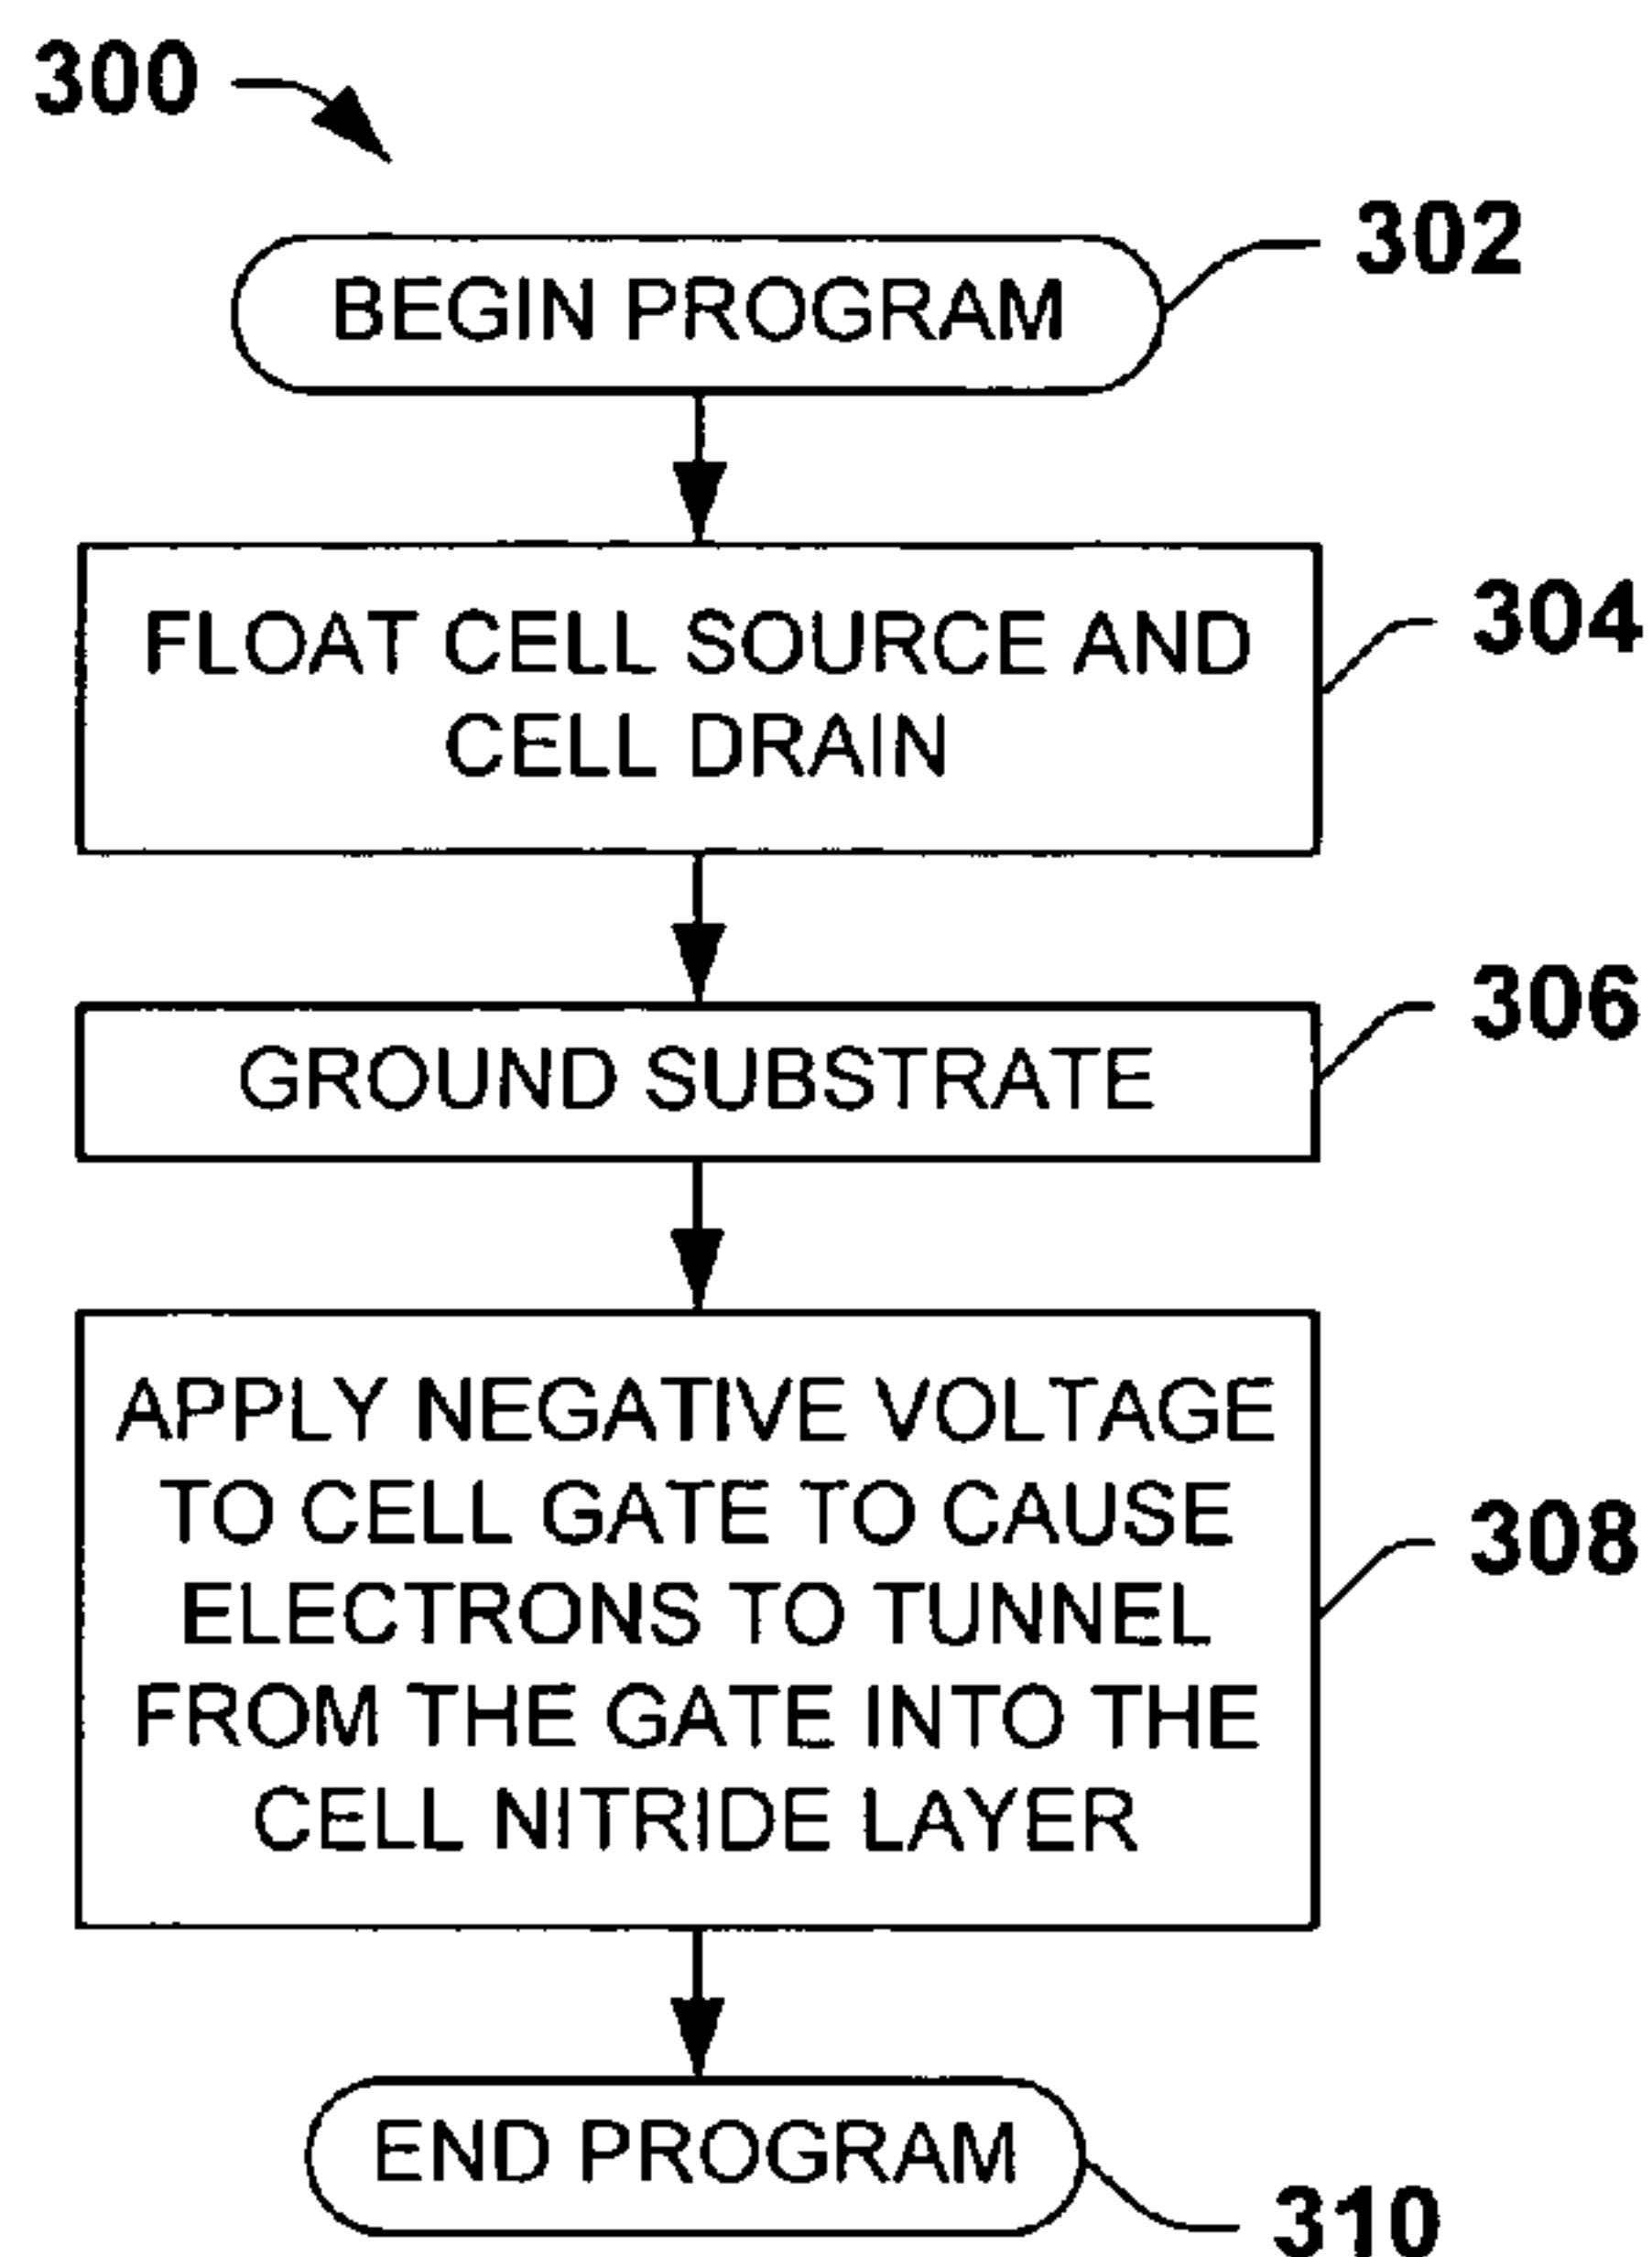 300
302
BEGIN PROGRAM
304
FLOAT CELL SOURCE AND
CELL DRAIN
306
GROUND SUBSTRATE
APPLY NEGATIVE VOLTAGE
TO CELL GATE TO CAUSE
308
ELECTRONS TO TUNNEL
FROM THE GATE INTO THE
CELL NITRIDE LAYER
END PROGRAM
310